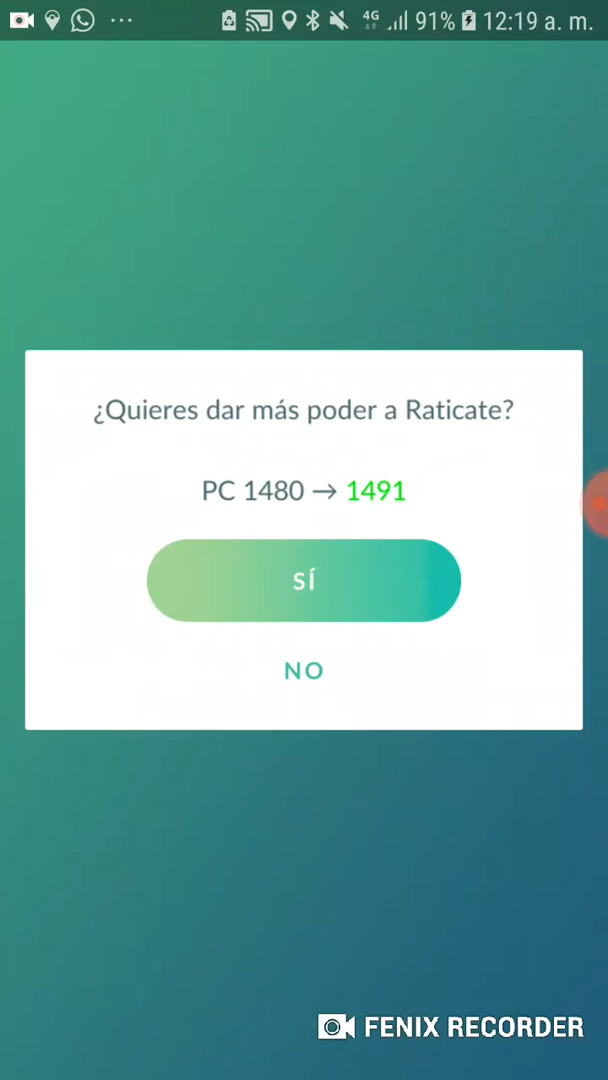 4G 91% 12:19 a. m.
¿Quieres dar más poder a Raticate?
PC 1480 → 1491
SÍ
NO
FENIX RECORDER